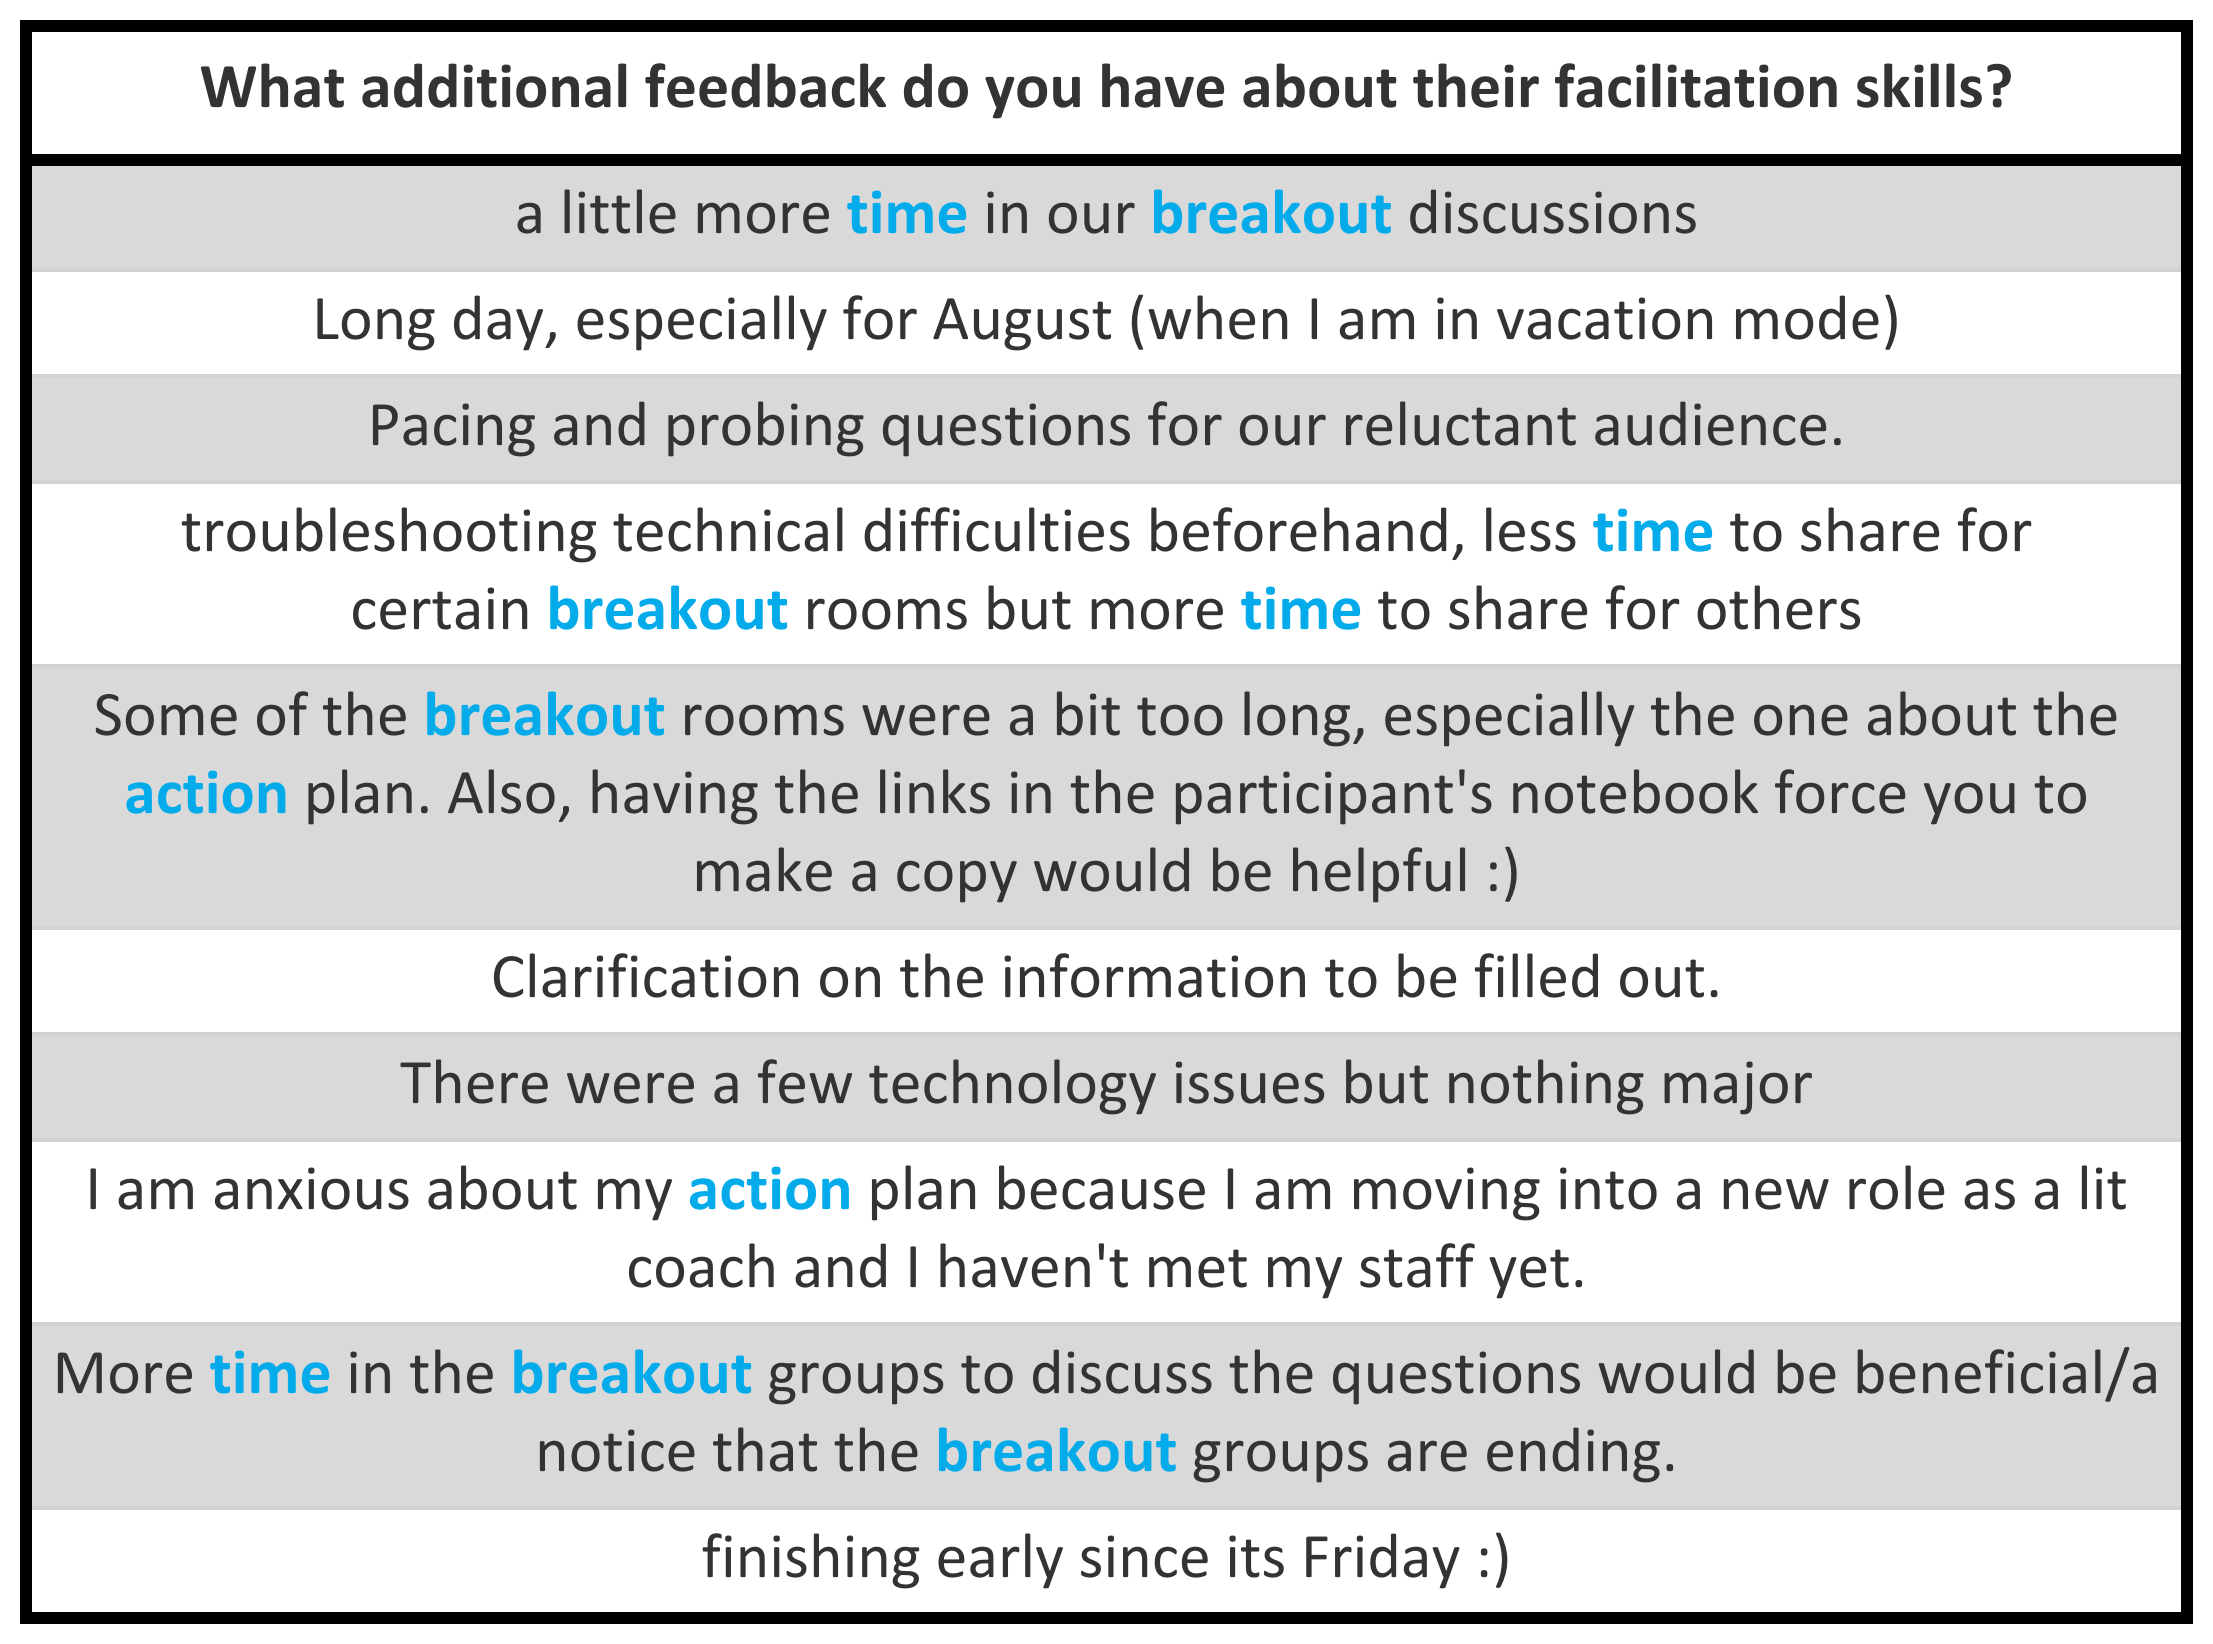 What additional feedback do you have about their facilitation skills?
a little more time in our breakout discussions
Long day, especially for August (when I am in vacation mode)
Pacing and probing questions for our reluctant audience.
troubleshooting technical difficulties beforehand, less time to share for
certain breakout rooms but more time to share for others
Some of the breakout rooms were a bit too long, especially the one about the
action plan. Also, having the links in the participant's notebook force you to
make a copy would be helpful :)
Clarification on the information to be filled out.
There were a few technology issues but nothing major
I am anxious about my action plan because I am moving into a new role as a lit
coach and I haven't met my staff yet.
More time in the breakout groups to discuss the questions would be beneficial/a
notice that the breakout groups are ending.
finishing early since its Friday :)